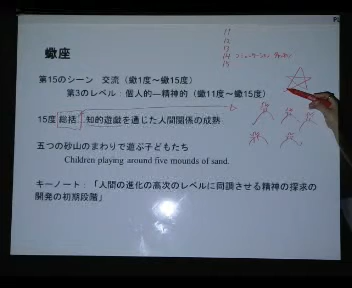 蠍座
第15のシーン 交流(蠍1度～蠍15度)
第3のレベル:個人的―精神的(蠍11度～蠍15度)
15度 総括 知的遊戯を通じた人間関係の成熟
五つの砂山のまわりで遊ぶ子どもたち
Children playing around five mounds of sand.
キーノート:「人間の進化の高次のレベルに同調させる精神の探求の
開発の初期段階」
11
12
13
14
15